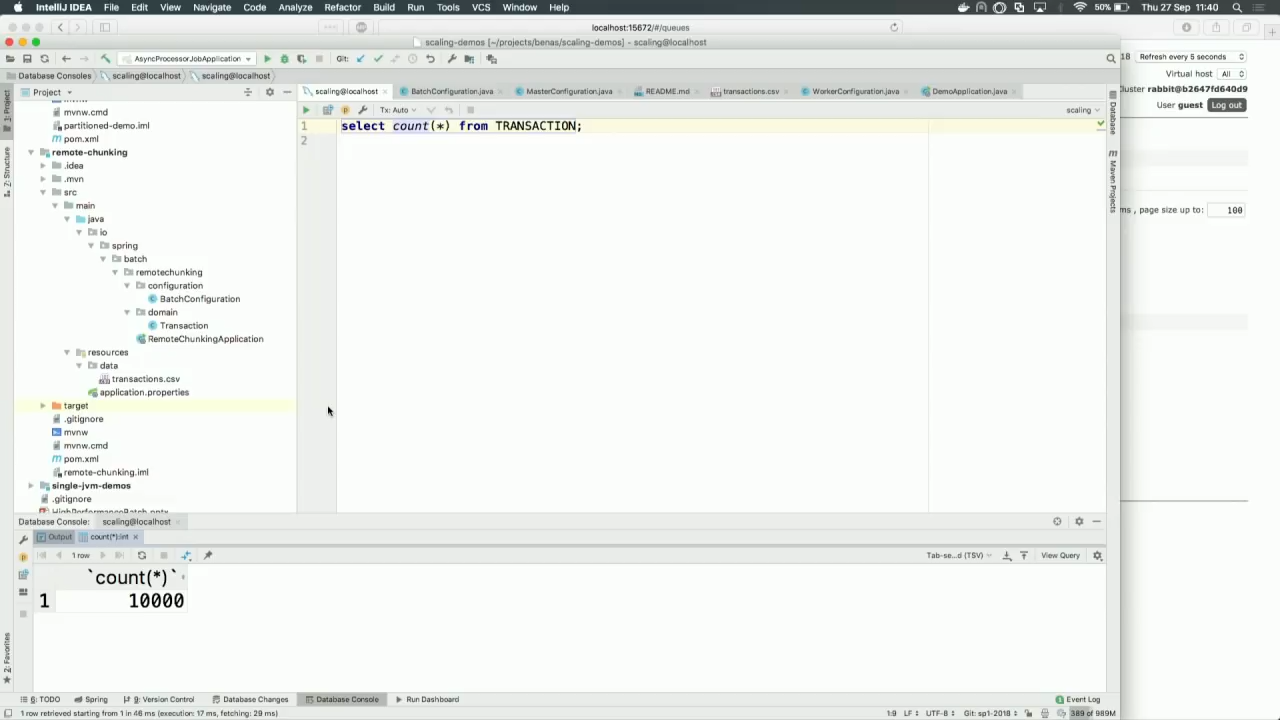 IntelliJ IDEA File Edit View Navigate Code Analyze Refactor Build Run Tools VCS Window Help 50% Thu 27 Sep 11:40
localhost:15672/#/queues
scaling-demos [~/projects/benas/scaling-demos] - scaling@localhost
AsyncProcessorJobApplication Git:
18 Refresh every 5 seconds
Database Consoles scaling@localhost scaling@localhost
Virtual host All
Cluster rabbit@b2647fd640d9
User guest Log out
Project
scaling@localhost BatchConfiguration.java MasterConfiguration.java README.md transactions.csv WorkerConfiguration.java DemoApplication.java
Tx: Auto scaling
1: Project
Z: Structure
2: Favorites
Database
Maven Projects
mvnw
mvnw.cmd
partitioned-demo.iml
pom.xml
remote-chunking
.idea
.mvn
src
main
java
io
spring
batch
remotechunking
configuration
BatchConfiguration
domain
Transaction
RemoteChunkingApplication
resources
data
transactions.csv
application.properties
target
.gitignore
mvnw
mvnw.cmd
pom.xml
remote-chunking.iml
single-jvm-demos
.gitignore
HighPerformanceBatch.pptx
1 select count(*) from TRANSACTION;
2
ms , page size up to: 100
Database Console: scaling@localhost
Output count(*):int
1 row Tab-se...d (TSV) View Query
`count(*)`
1 10000
6: TODO Spring 9: Version Control Database Changes Database Console Run Dashboard Event Log
1 row retrieved starting from 1 in 46 ms (execution: 17 ms, fetching: 29 ms) 1:9 LF UTF-8 Git: sp1-2018 389 of 989M